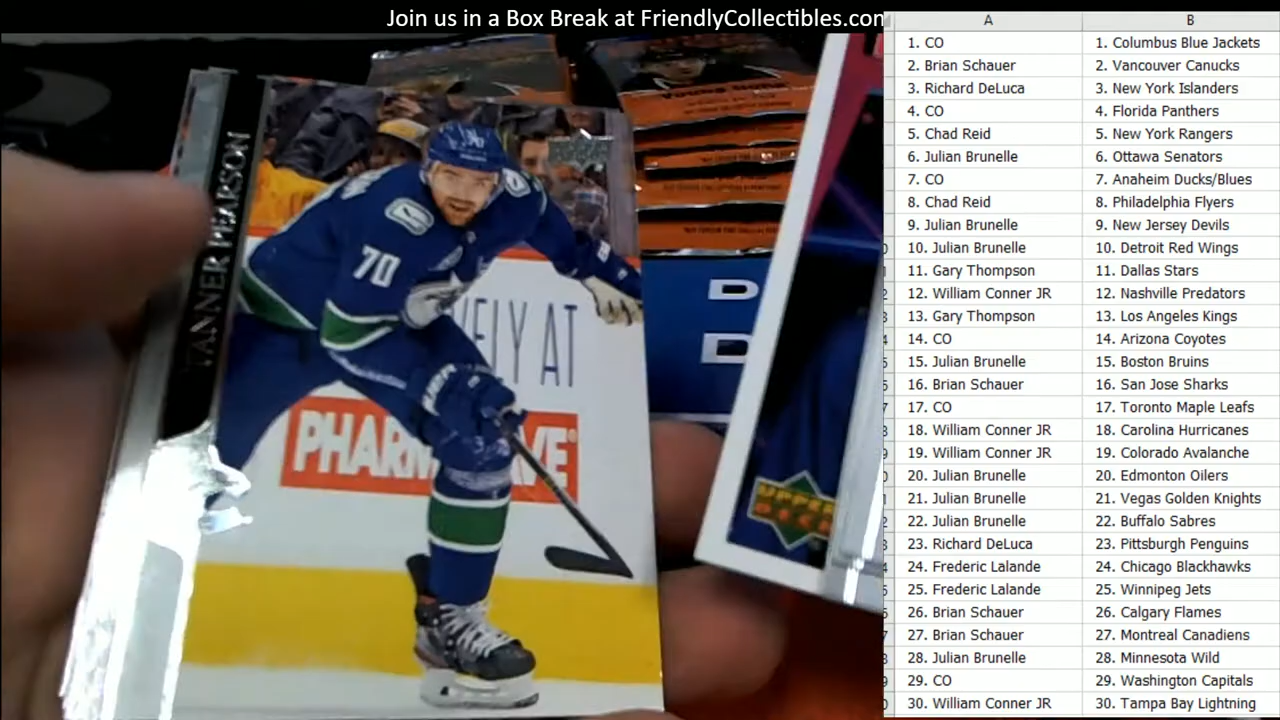 Join us in a Box Break at FriendlyCollectibles.com
A B
1. CO 1. Columbus Blue Jackets
2. Brian Schauer 2. Vancouver Canucks
3. Richard DeLuca 3. New York Islanders
4. CO 4. Florida Panthers
5. Chad Reid 5. New York Rangers
6. Julian Brunelle 6. Ottawa Senators
7. CO 7. Anaheim Ducks/Blues
8. Chad Reid 8. Philadelphia Flyers
9. Julian Brunelle 9. New Jersey Devils
10. Julian Brunelle 10. Detroit Red Wings
11. Gary Thompson 11. Dallas Stars
12. William Conner JR 12. Nashville Predators
13. Gary Thompson 13. Los Angeles Kings
14. CO 14. Arizona Coyotes
15. Julian Brunelle 15. Boston Bruins
16. Brian Schauer 16. San Jose Sharks
17. CO 17. Toronto Maple Leafs
18. William Conner JR 18. Carolina Hurricanes
19. William Conner JR 19. Colorado Avalanche
20. Julian Brunelle 20. Edmonton Oilers
21. Julian Brunelle 21. Vegas Golden Knights
22. Julian Brunelle 22. Buffalo Sabres
23. Richard DeLuca 23. Pittsburgh Penguins
24. Frederic Lalande 24. Chicago Blackhawks
25. Frederic Lalande 25. Winnipeg Jets
26. Brian Schauer 26. Calgary Flames
27. Brian Schauer 27. Montreal Canadiens
28. Julian Brunelle 28. Minnesota Wild
29. CO 29. Washington Capitals
30. William Conner JR 30. Tampa Bay Lightning
TANNER PEARSON
70
ELY AT
PHARM
UPPER
DECK